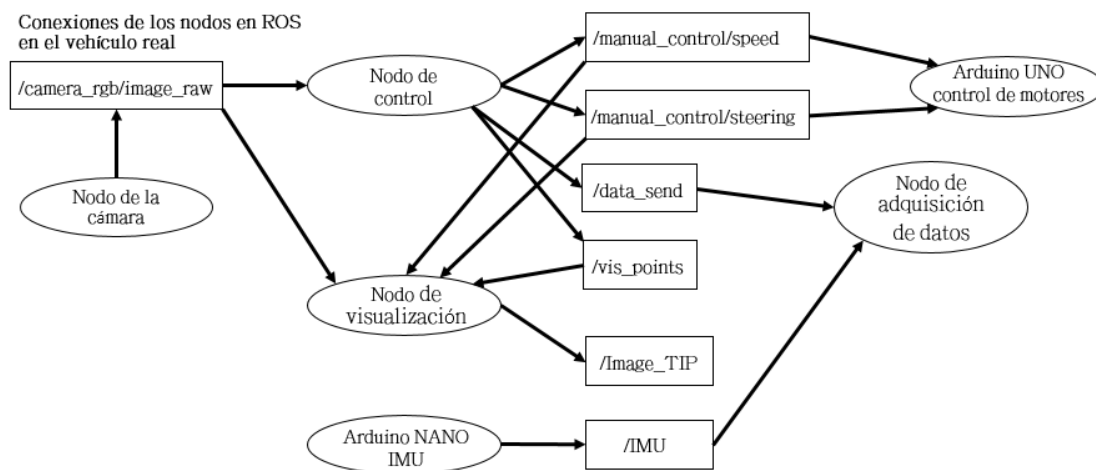 Conexiones de los nodos en ROS
en el vehículo real
/camera_rgb/image_raw
Nodo de la
cámara
Nodo de
control
Nodo de
visualización
Arduino NANO
IMU
/manual_control/speed
/manual_control/steering
/data_send
/vis_points
/Image_TIP
/IMU
Arduino UNO
control de motores
Nodo de
adquisición
de datos